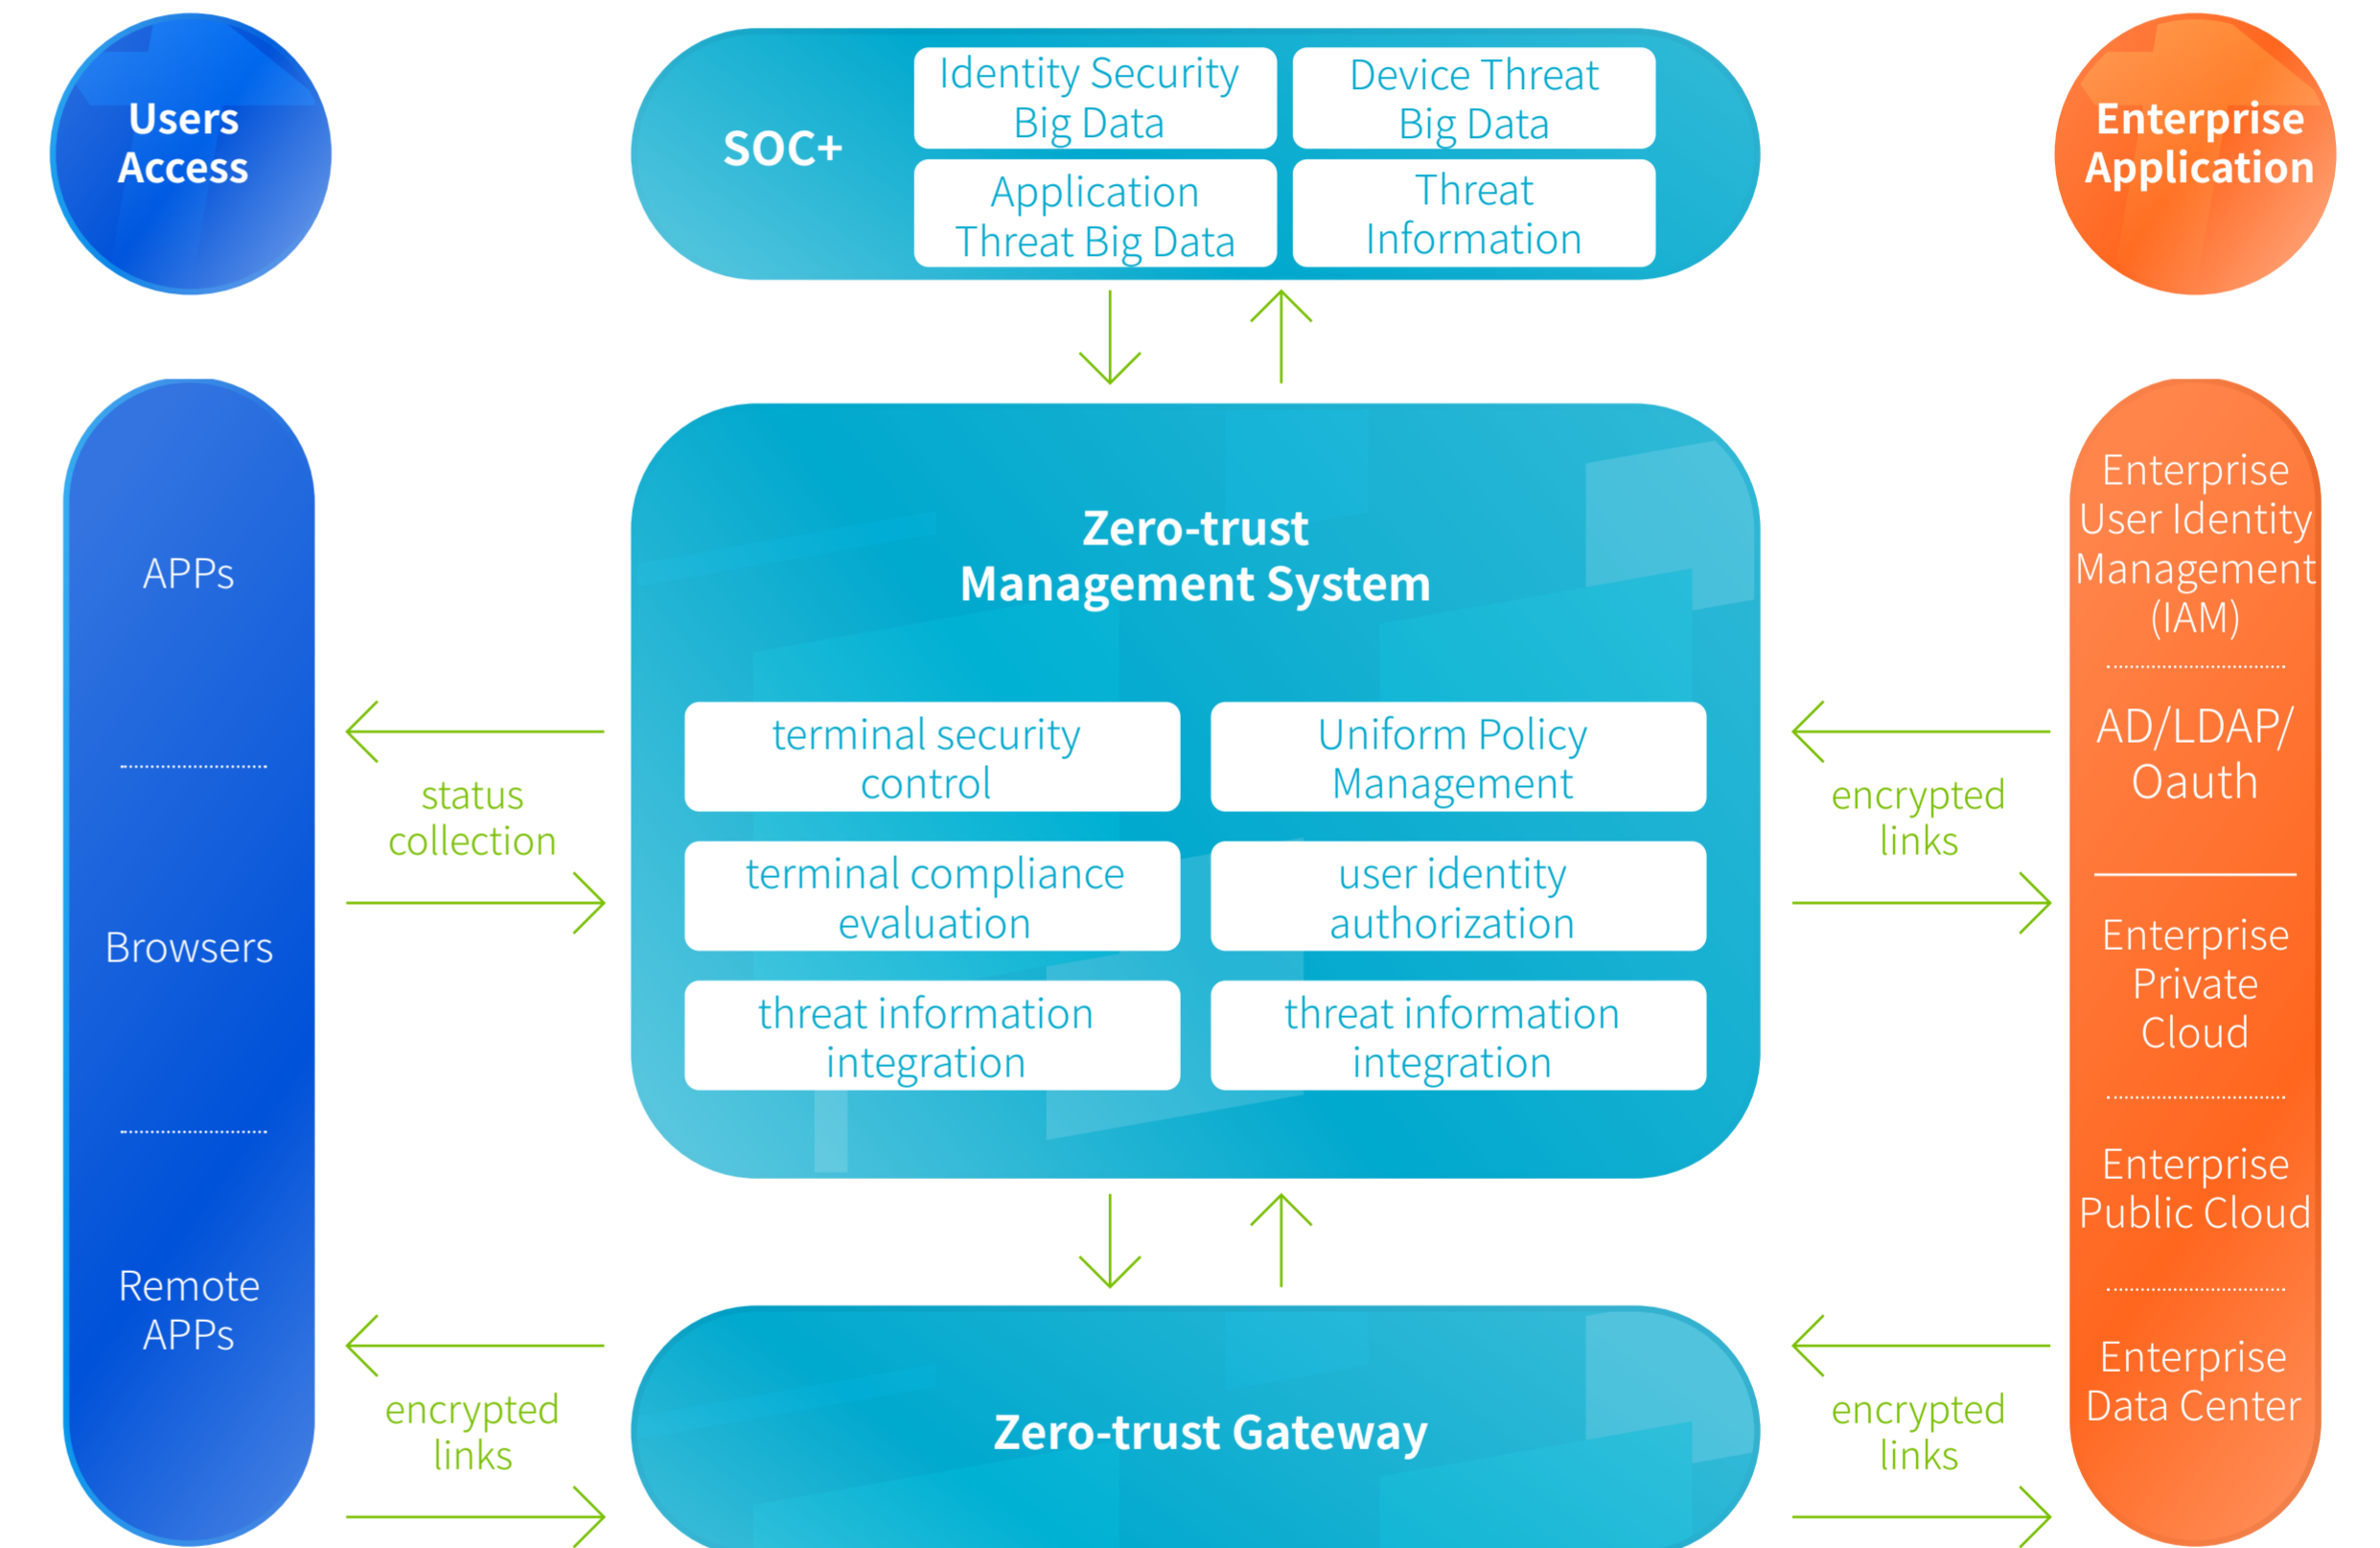 Users
Access
SOC+
Identity Security
Big Data
Device Threat
Big Data
Application
Threat Big Data
Threat
Information
Enterprise
Application
APPs
Browsers
Remote
APPs
status
collection
encrypted
links
Zero-trust
Management System
terminal security
control
Uniform Policy
Management
terminal compliance
evaluation
user identity
authorization
threat information
integration
threat information
integration
Zero-trust Gateway
encrypted
links
encrypted
links
Enterprise
User Identity
Management
(IAM)
AD/LDAP/
Oauth
Enterprise
Private
Cloud
Enterprise
Public Cloud
Enterprise
Data Center